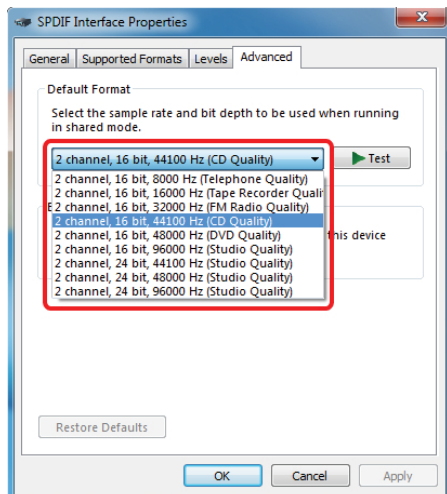 SPDIF Interface Properties
General Supported Formats Levels Advanced
Default Format
Select the sample rate and bit depth to be used when running
in shared mode.
2 channel, 16 bit, 44100 Hz (CD Quality)
Test
2 channel, 16 bit, 8000 Hz (Telephone Quality)
2 channel, 16 bit, 16000 Hz (Tape Recorder Qualit
2 channel, 16 bit, 32000 Hz (FM Radio Quality)
2 channel, 16 bit, 44100 Hz (CD Quality)
2 channel, 16 bit, 48000 Hz (DVD Quality)
this device
2 channel, 16 bit, 96000 Hz (Studio Quality)
2 channel, 24 bit, 44100 Hz (Studio Quality)
2 channel, 24 bit, 48000 Hz (Studio Quality)
2 channel, 24 bit, 96000 Hz (Studio Quality)
Restore Defaults
OK Cancel Apply